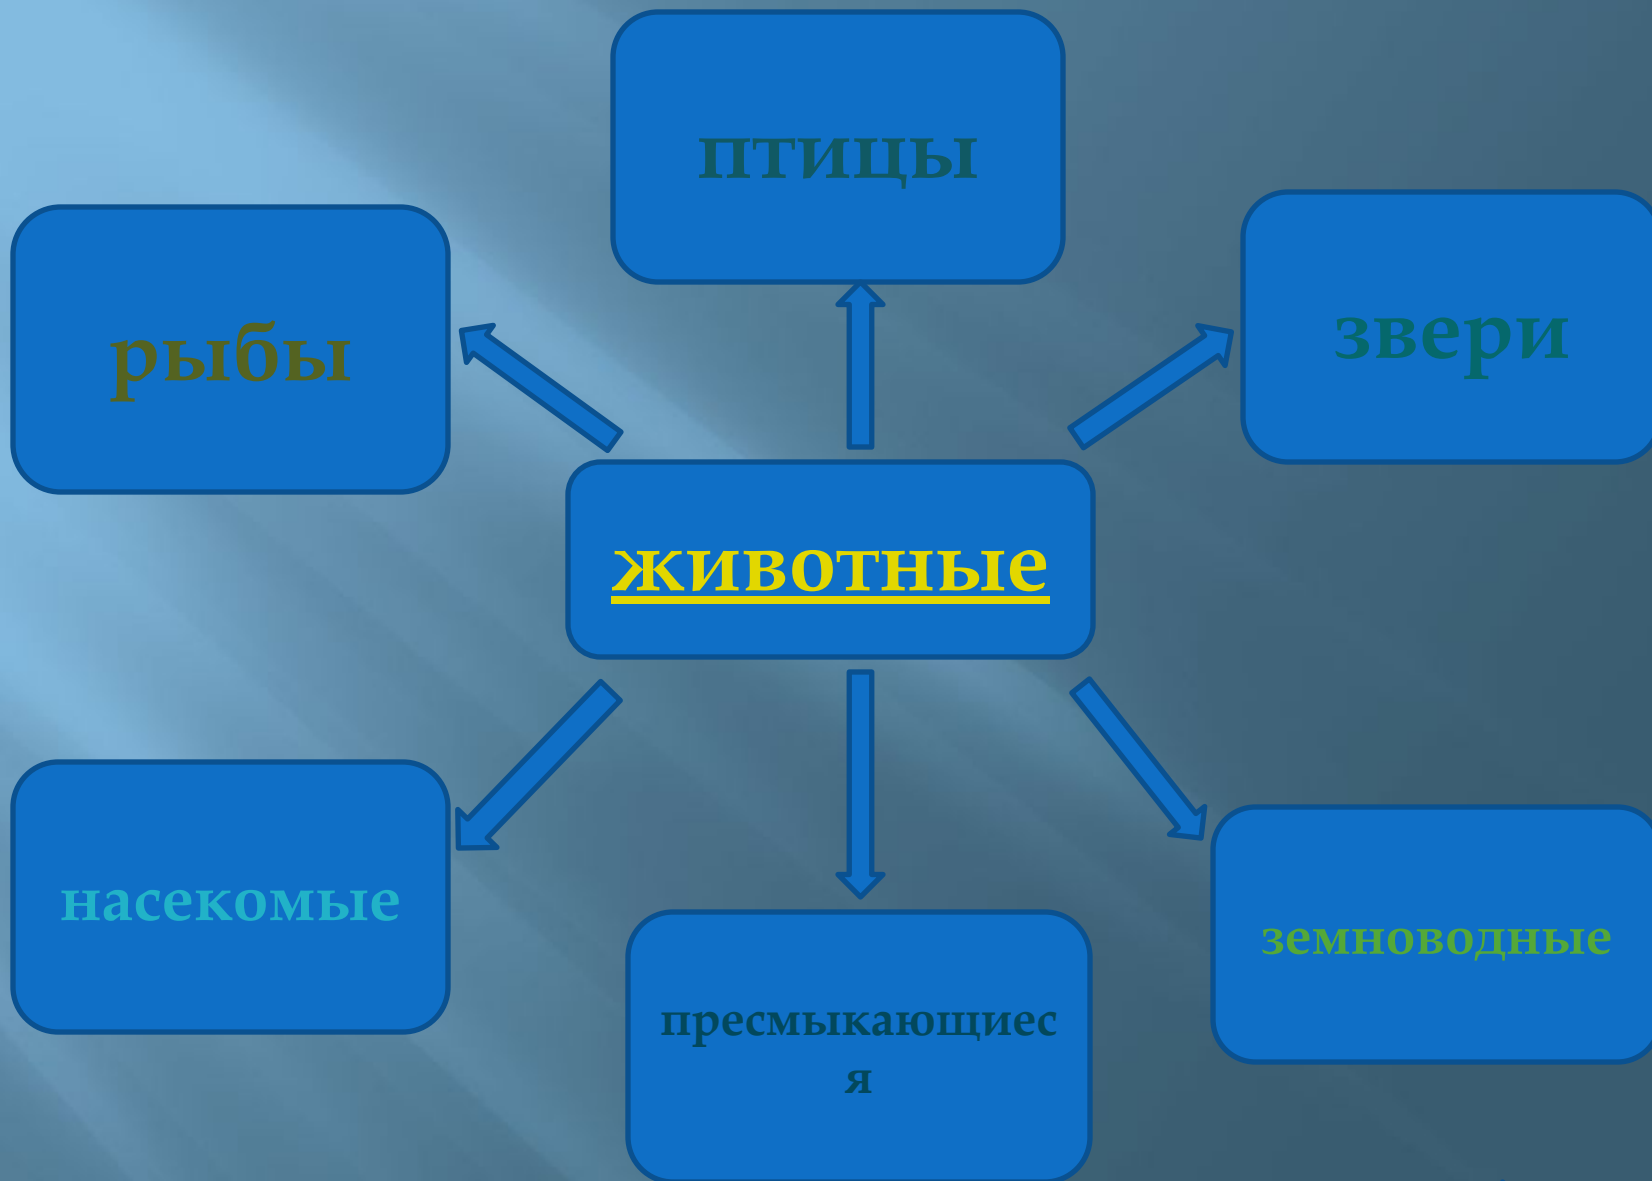 птицы
рыбы
звери
животные
насекомые
земноводные
пресмыкающиес
я